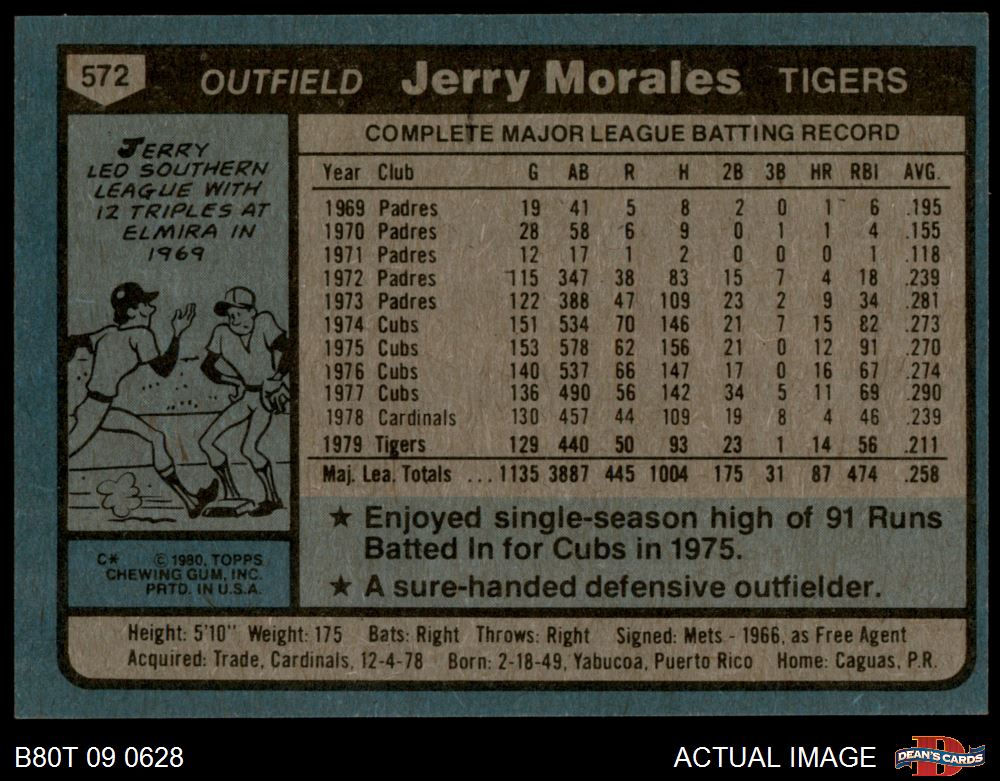 572 OUTFIELD Jerry Morales TIGERS
JERRY
LED SOUTHERN
LEAGUE WITH
12 TRIPLES AT
ELMIRA IN
1969
COMPLETE MAJOR LEAGUE BATTING RECORD
Year Club G AB R H 2B 3B HR RBI AVG.
1969 Padres 19 41 5 8 2 0 1 6 .195
1970 Padres 28 58 6 9 0 1 1 4 .155
1971 Padres 12 17 1 2 0 0 0 1 .118
1972 Padres 115 347 38 83 15 7 4 18 .239
1973 Padres 122 388 47 109 23 2 9 34 .281
1974 Cubs 151 534 70 146 21 7 15 82 .273
1975 Cubs 153 578 62 156 21 0 12 91 .270
1976 Cubs 140 537 66 147 17 0 16 67 .274
1977 Cubs 136 490 56 142 34 5 11 69 .290
1978 Cardinals 130 457 44 109 19 8 4 46 .239
1979 Tigers 129 440 50 93 23 1 14 56 .211
Maj. Lea. Totals ... 1135 3887 445 1004 175 31 87 474 .258
★ Enjoyed single-season high of 91 Runs
Batted In for Cubs in 1975.
★ A sure-handed defensive outfielder.
C* © 1980, TOPPS
CHEWING GUM, INC.
PRTD. IN U.S.A.
Height: 5'10" Weight: 175 Bats: Right Throws: Right Signed: Mets - 1966, as Free Agent
Acquired: Trade, Cardinals, 12-4-78 Born: 2-18-49, Yabucoa, Puerto Rico Home: Caguas, P.R.
B80T 09 0628 ACTUAL IMAGE DEAN'S CARDS